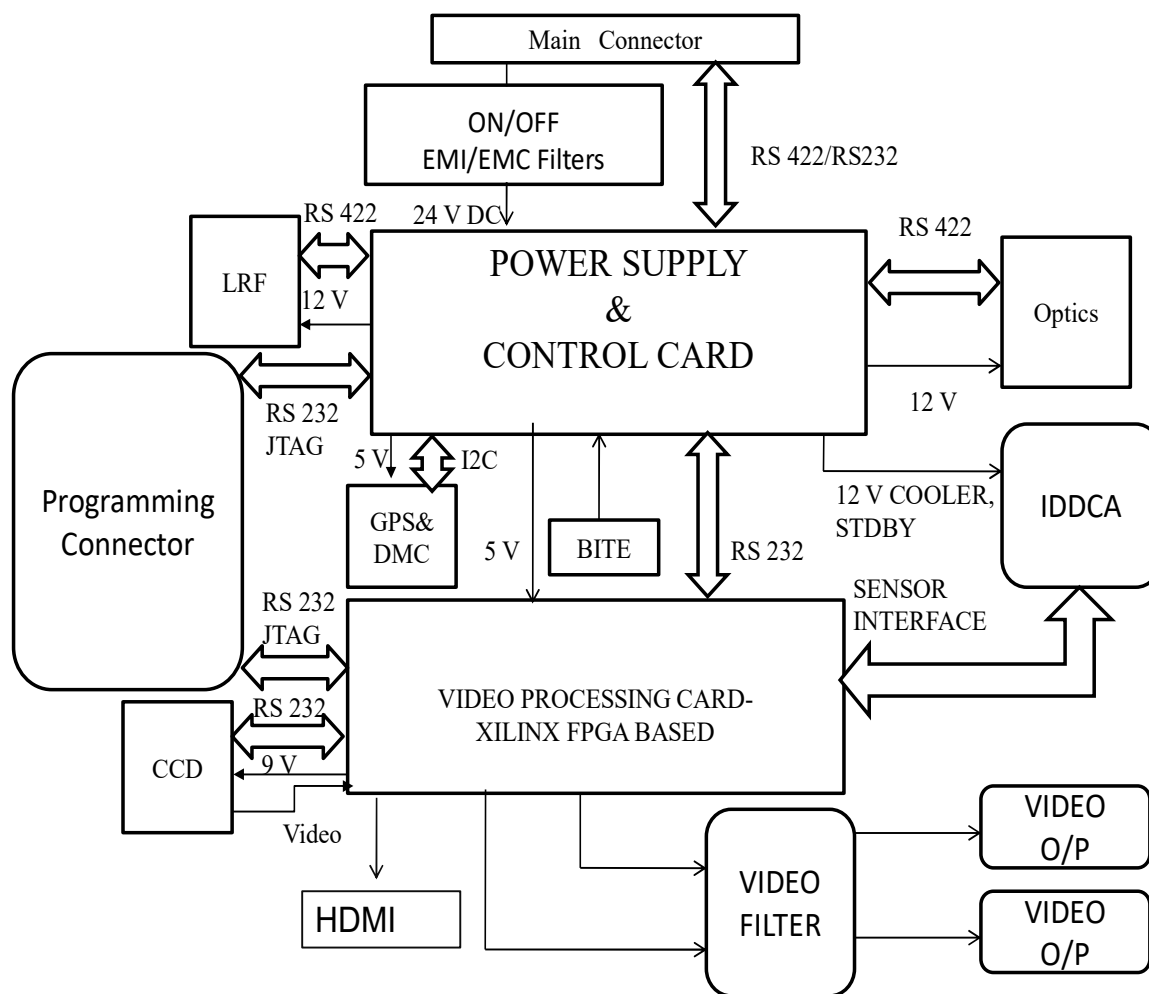 Main Connector
ON/OFF
EMI/EMC Filters
RS 422/RS232
RS 422
24 V DC
RS 422
LRF
12 V
POWER SUPPLY
&
CONTROL CARD
Optics
12 V
RS 232
JTAG
5 V
I2C
Programming
Connector
GPS&
DMC
5 V
BITE
RS 232
12 V COOLER,
STDBY
IDDCA
SENSOR
INTERFACE
RS 232
JTAG
VIDEO PROCESSING CARD-
XILINX FPGA BASED
RS 232
CCD
9 V
Video
HDMI
VIDEO
FILTER
VIDEO
O/P
VIDEO
O/P